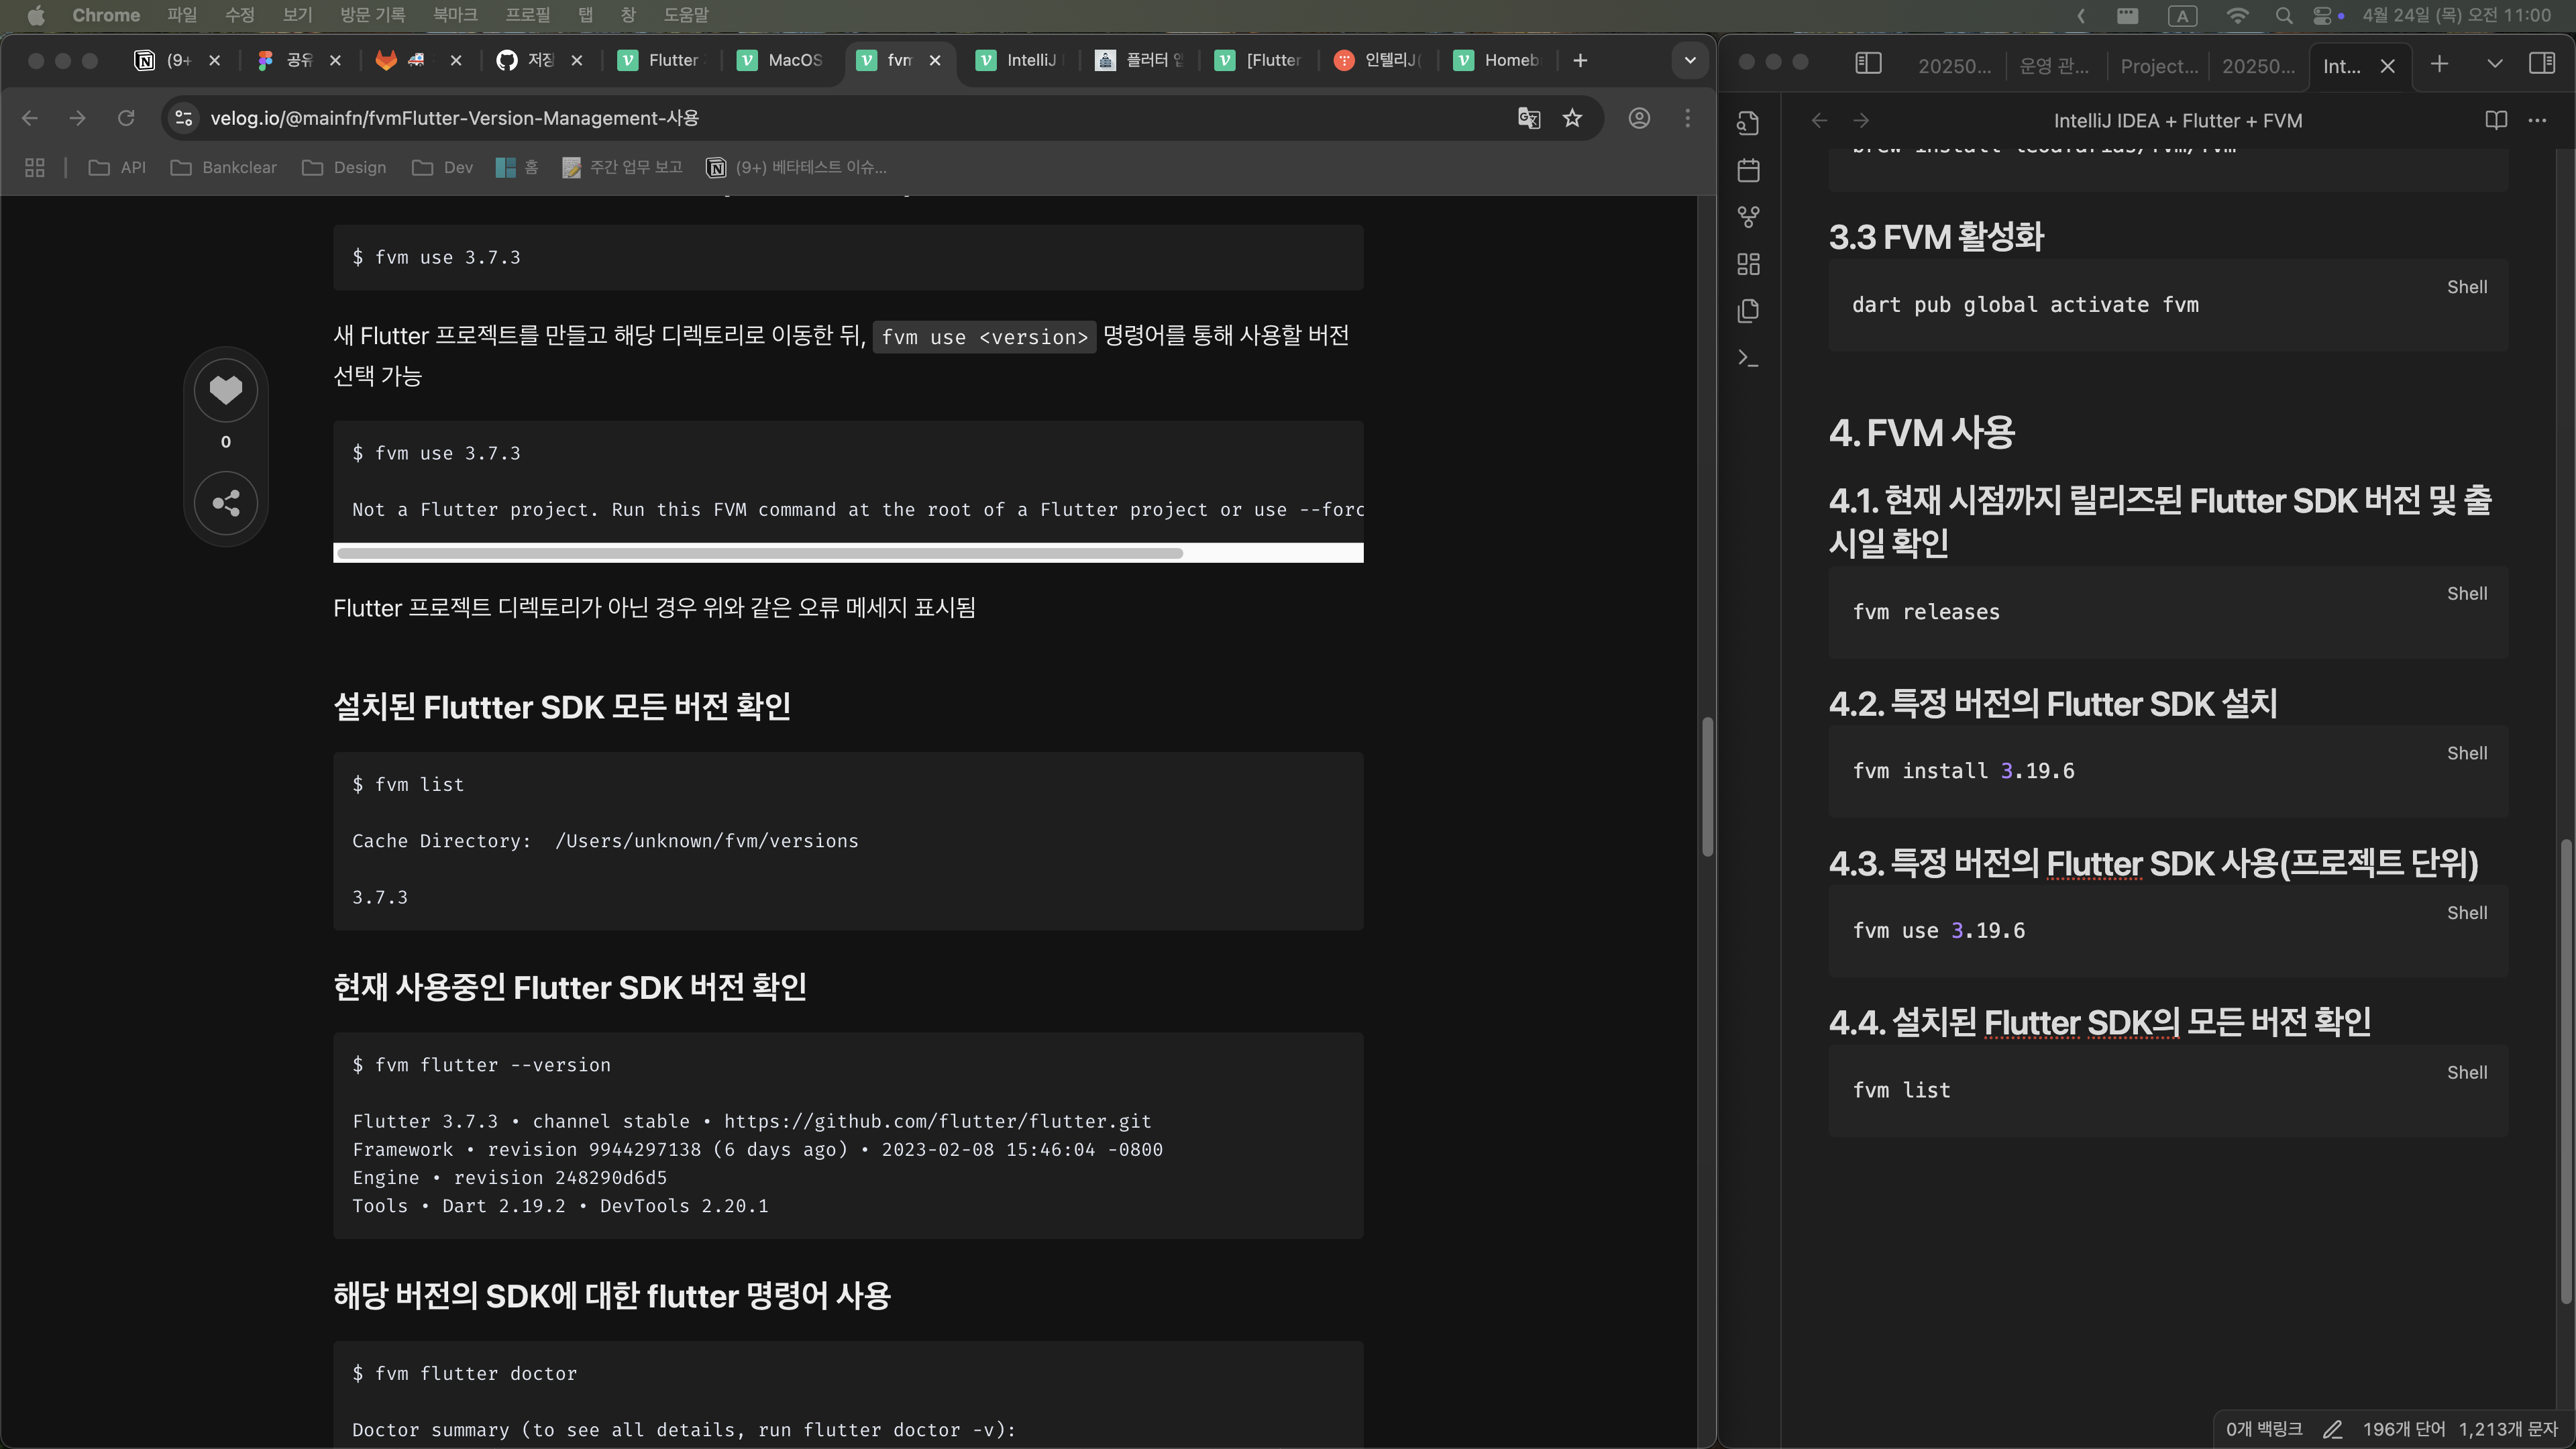 Chrome 파일 수정 보기 방문 기록 북마크 프로필 탭 창 도움말
A 4월 24일 (목) 오전 11:00
(9+ 공유 저장 Flutter MacOS fvm IntelliJ 플러터 앱 [Flutter 인텔리J( Homeb
velog.io/@mainfn/fvmFlutter-Version-Management-사용
API Bankclear Design Dev 홈 주간 업무 보고 (9+) 베타테스트 이슈...
$ fvm use 3.7.3
새 Flutter 프로젝트를 만들고 해당 디렉토리로 이동한 뒤, fvm use <version> 명령어를 통해 사용할 버전
선택 가능
0
$ fvm use 3.7.3
Not a Flutter project. Run this FVM command at the root of a Flutter project or use --forc
Flutter 프로젝트 디렉토리가 아닌 경우 위와 같은 오류 메세지 표시됨
설치된 Fluttter SDK 모든 버전 확인
$ fvm list
Cache Directory:  /Users/unknown/fvm/versions
3.7.3
현재 사용중인 Flutter SDK 버전 확인
$ fvm flutter --version
Flutter 3.7.3 • channel stable • https://github.com/flutter/flutter.git
Framework • revision 9944297138 (6 days ago) • 2023-02-08 15:46:04 -0800
Engine • revision 248290d6d5
Tools • Dart 2.19.2 • DevTools 2.20.1
해당 버전의 SDK에 대한 flutter 명령어 사용
$ fvm flutter doctor
Doctor summary (to see all details, run flutter doctor -v):
20250... 운영 관... Project... 20250... Int...
IntelliJ IDEA + Flutter + FVM
brew install leoafarias/fvm/fvm
3.3 FVM 활성화
Shell
dart pub global activate fvm
4. FVM 사용
4.1. 현재 시점까지 릴리즈된 Flutter SDK 버전 및 출
시일 확인
Shell
fvm releases
4.2. 특정 버전의 Flutter SDK 설치
Shell
fvm install 3.19.6
4.3. 특정 버전의 Flutter SDK 사용(프로젝트 단위)
Shell
fvm use 3.19.6
4.4. 설치된 Flutter SDK의 모든 버전 확인
Shell
fvm list
0개 백링크 196개 단어 1,213개 문자